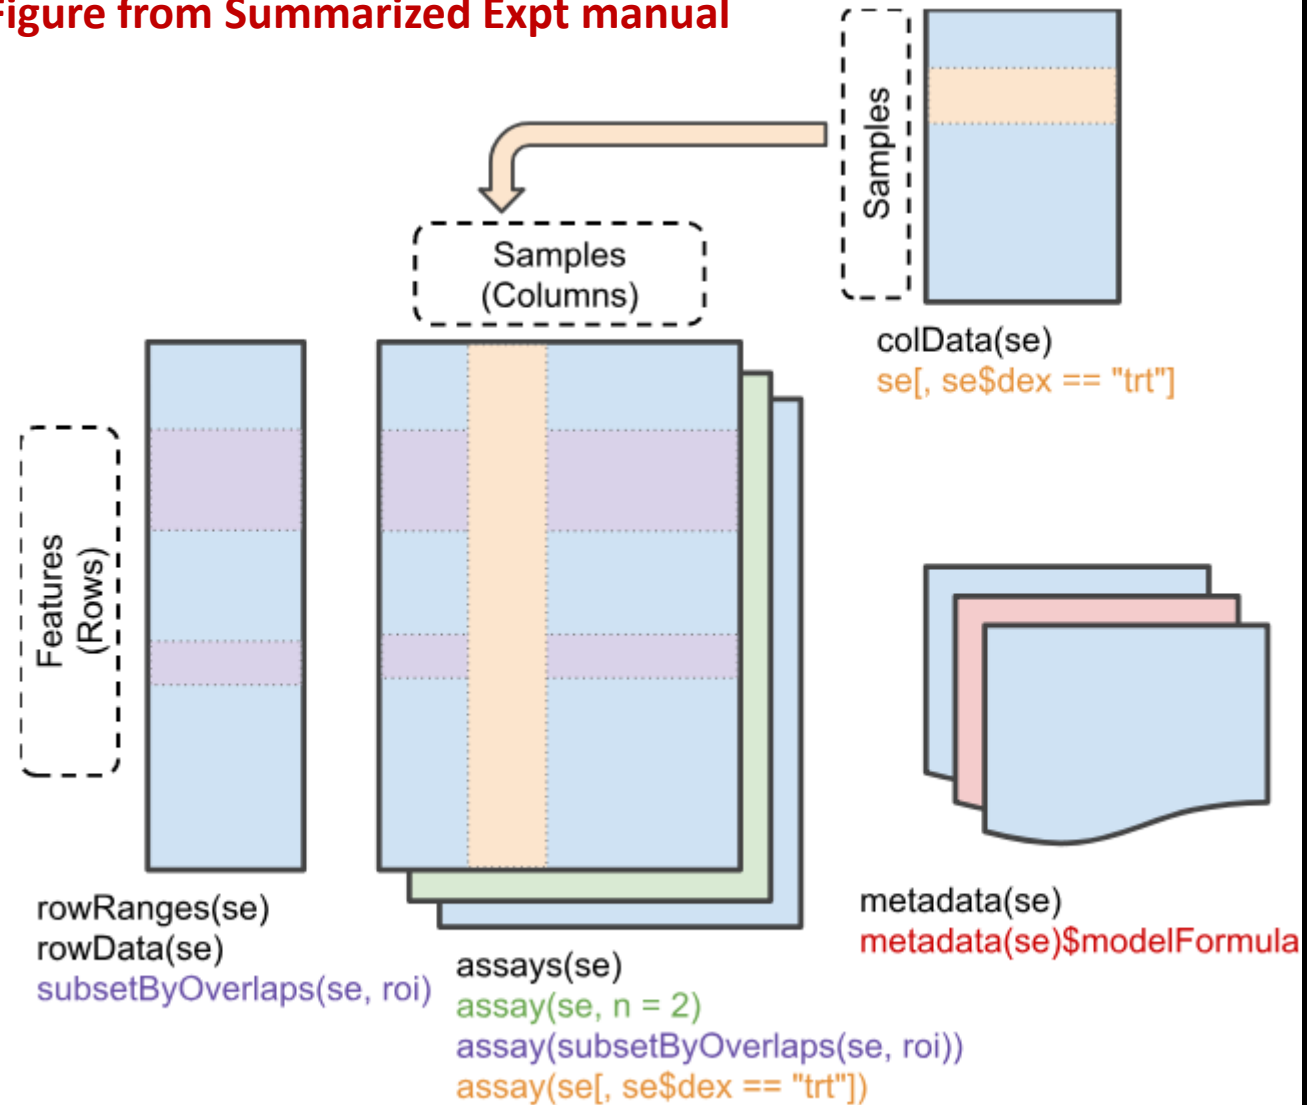 Figure from Summarized Expt manual
Samples
Samples
(Columns)
colData(se)
se[, se$dex == "trt"]
Features
(Rows)
rowRanges(se)
rowData(se)
subsetByOverlaps(se, roi)
assays(se)
assay(se, n = 2)
assay(subsetByOverlaps(se, roi))
assay(se[, se$dex == "trt"])
metadata(se)
metadata(se)$modelFormula